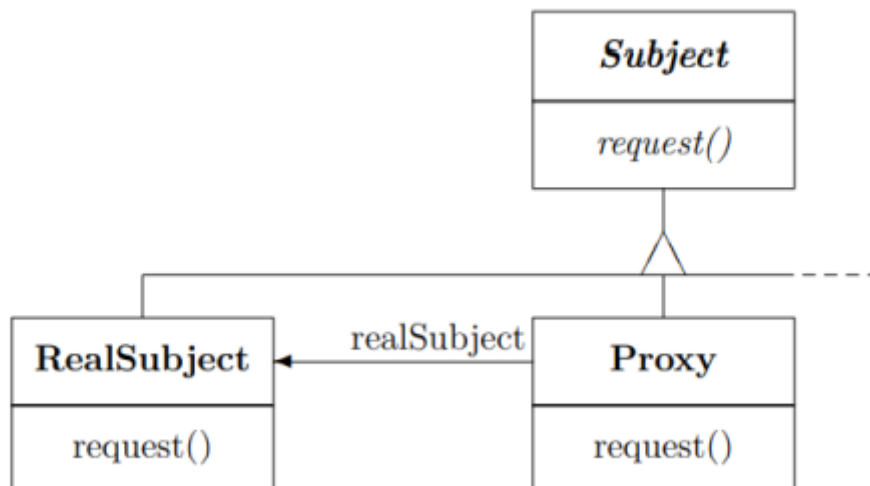 Subject
request()
realSubject
RealSubject
Proxy
request()
request()